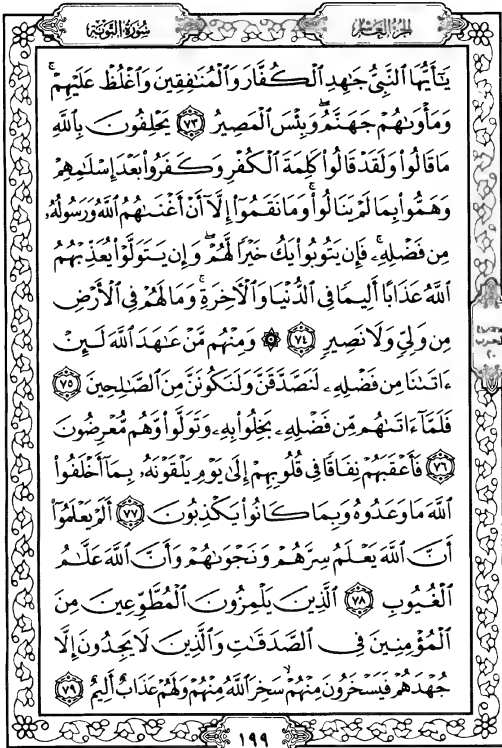 سُورَةُ التَّوْبَةِ
الجُزْءُ العَاشِرُ
يَٰٓأَيُّهَا ٱلنَّبِيُّ جَٰهِدِ ٱلْكُفَّارَ وَٱلْمُنَٰفِقِينَ وَٱغْلُظْ عَلَيْهِمْ ۚ
وَمَأْوَىٰهُمْ جَهَنَّمُ ۖ وَبِئْسَ ٱلْمَصِيرُ ٧٣ يَحْلِفُونَ بِٱللَّهِ
مَا قَالُوا۟ وَلَقَدْ قَالُوا۟ كَلِمَةَ ٱلْكُفْرِ وَكَفَرُوا۟ بَعْدَ إِسْلَٰمِهِمْ
وَهَمُّوا۟ بِمَا لَمْ يَنَالُوا۟ ۚ وَمَا نَقَمُوٓا۟ إِلَّآ أَنْ أَغْنَىٰهُمُ ٱللَّهُ وَرَسُولُهُۥ
مِن فَضْلِهِۦ ۚ فَإِن يَتُوبُوا۟ يَكُ خَيْرًا لَّهُمْ ۖ وَإِن يَتَوَلَّوْا۟ يُعَذِّبْهُمُ
ٱللَّهُ عَذَابًا أَلِيمًا فِى ٱلدُّنْيَا وَٱلْءَاخِرَةِ ۚ وَمَا لَهُمْ فِى ٱلْأَرْضِ
مِن وَلِىٍّ وَلَا نَصِيرٍ ٧٤ ۞ وَمِنْهُم مَّنْ عَٰهَدَ ٱللَّهَ لَئِنْ
ءَاتَىٰنَا مِن فَضْلِهِۦ لَنَصَّدَّقَنَّ وَلَنَكُونَنَّ مِنَ ٱلصَّٰلِحِينَ ٧٥
فَلَمَّآ ءَاتَىٰهُم مِّن فَضْلِهِۦ بَخِلُوا۟ بِهِۦ وَتَوَلَّوا۟ وَّهُم مُّعْرِضُونَ
٧٦ فَأَعْقَبَهُمْ نِفَاقًا فِى قُلُوبِهِمْ إِلَىٰ يَوْمِ يَلْقَوْنَهُۥ بِمَآ أَخْلَفُوا۟
ٱللَّهَ مَا وَعَدُوهُ وَبِمَا كَانُوا۟ يَكْذِبُونَ ٧٧ أَلَمْ يَعْلَمُوٓا۟
أَنَّ ٱللَّهَ يَعْلَمُ سِرَّهُمْ وَنَجْوَىٰهُمْ وَأَنَّ ٱللَّهَ عَلَّٰمُ
ٱلْغُيُوبِ ٧٨ ٱلَّذِينَ يَلْمِزُونَ ٱلْمُطَّوِّعِينَ مِنَ
ٱلْمُؤْمِنِينَ فِى ٱلصَّدَقَٰتِ وَٱلَّذِينَ لَا يَجِدُونَ إِلَّا
جُهْدَهُمْ فَيَسْخَرُونَ مِنْهُمْ ۙ سَخِرَ ٱللَّهُ مِنْهُمْ وَلَهُمْ عَذَابٌ أَلِيمٌ ٧٩
١٩٩